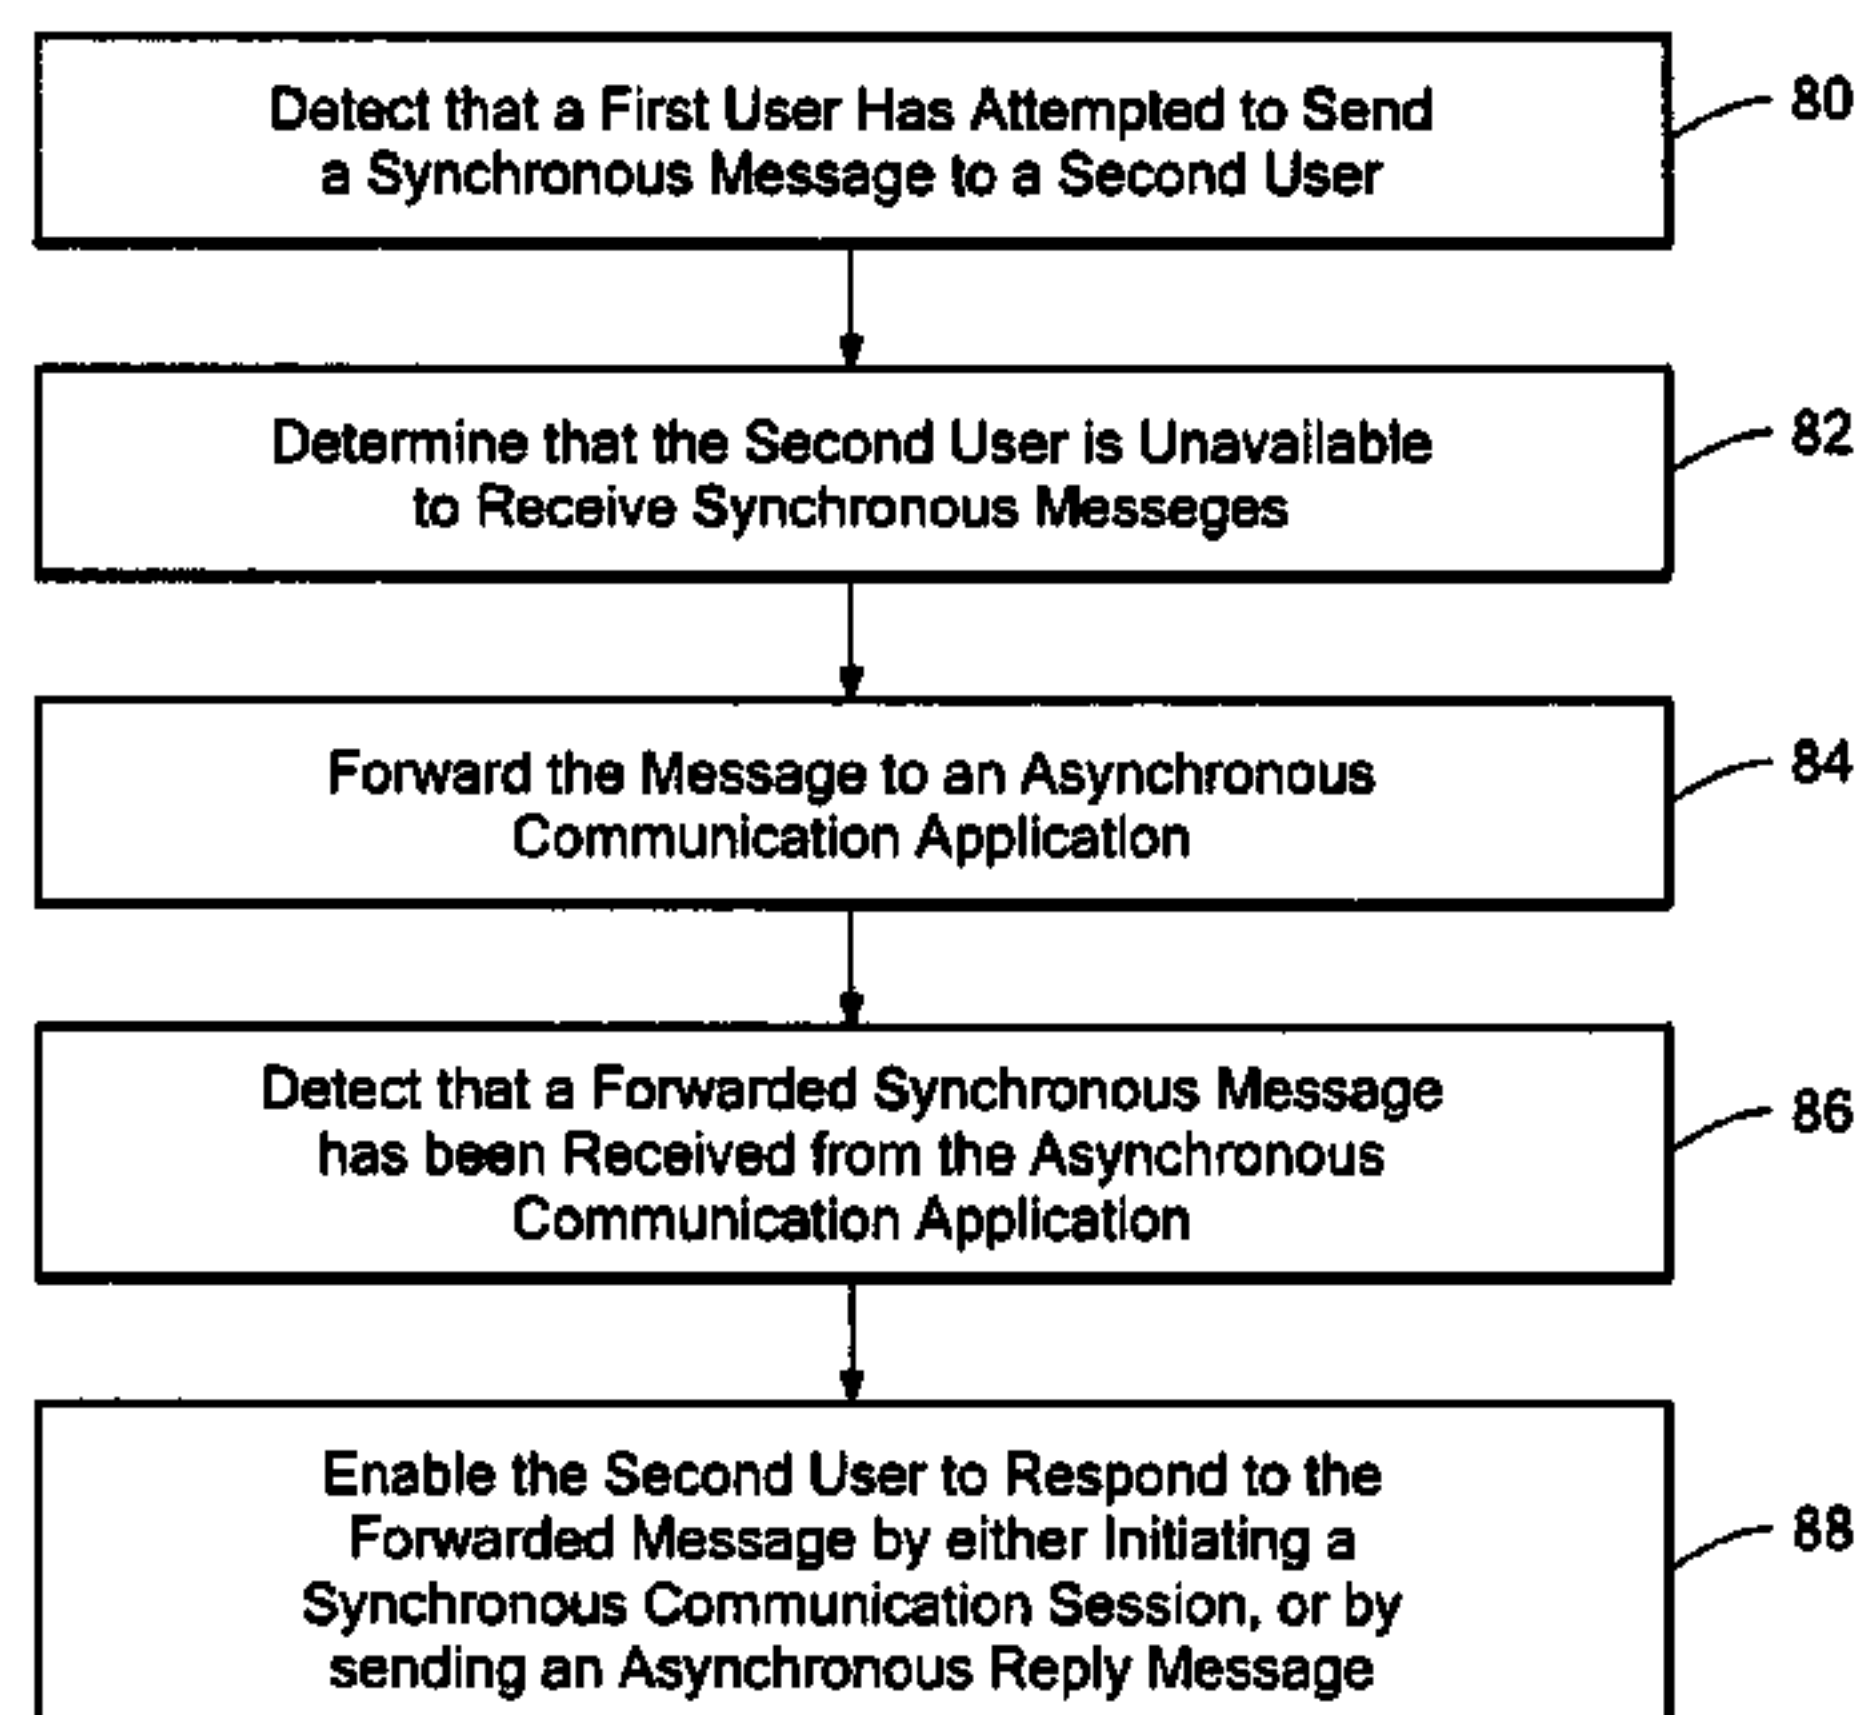 Detect that a First User Has Attempted to Send
a Synchronous Message to a Second User
80
Determine that the Second User is Unavailable
to Receive Synchronous Messeges
82
Forward the Message to an Asynchronous
Communication Application
84
Detect that a Forwarded Synchronous Message
has been Received from the Asynchronous
Communication Application
86
Enable the Second User to Respond to the
Forwarded Message by either Initiating a
Synchronous Communication Session, or by
sending an Asynchronous Reply Message
88